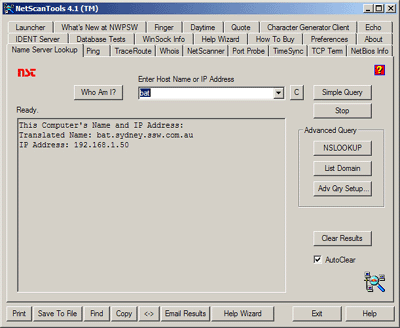 NetScanTools 4.1 (TM)
Launcher What's New at NWPSW Finger Daytime Quote Character Generator Client Echo
IDENT Server Database Tests WinSock Info Help Wizard How To Buy Preferences About
Name Server Lookup Ping TraceRoute Whois NetScanner Port Probe TimeSync TCP Term NetBios Info
nst ?
Enter Host Name or IP Address
Who Am I? bat C Simple Query
Ready. Stop
This Computer's Name and IP Address:
Translated Name: bat.sydney.ssw.com.au
IP Address: 192.168.1.50
Advanced Query
NSLOOKUP
List Domain
Adv Qry Setup...
Clear Results
AutoClear
Print Save To File Find Copy <-> Email Results Help Wizard Exit Help